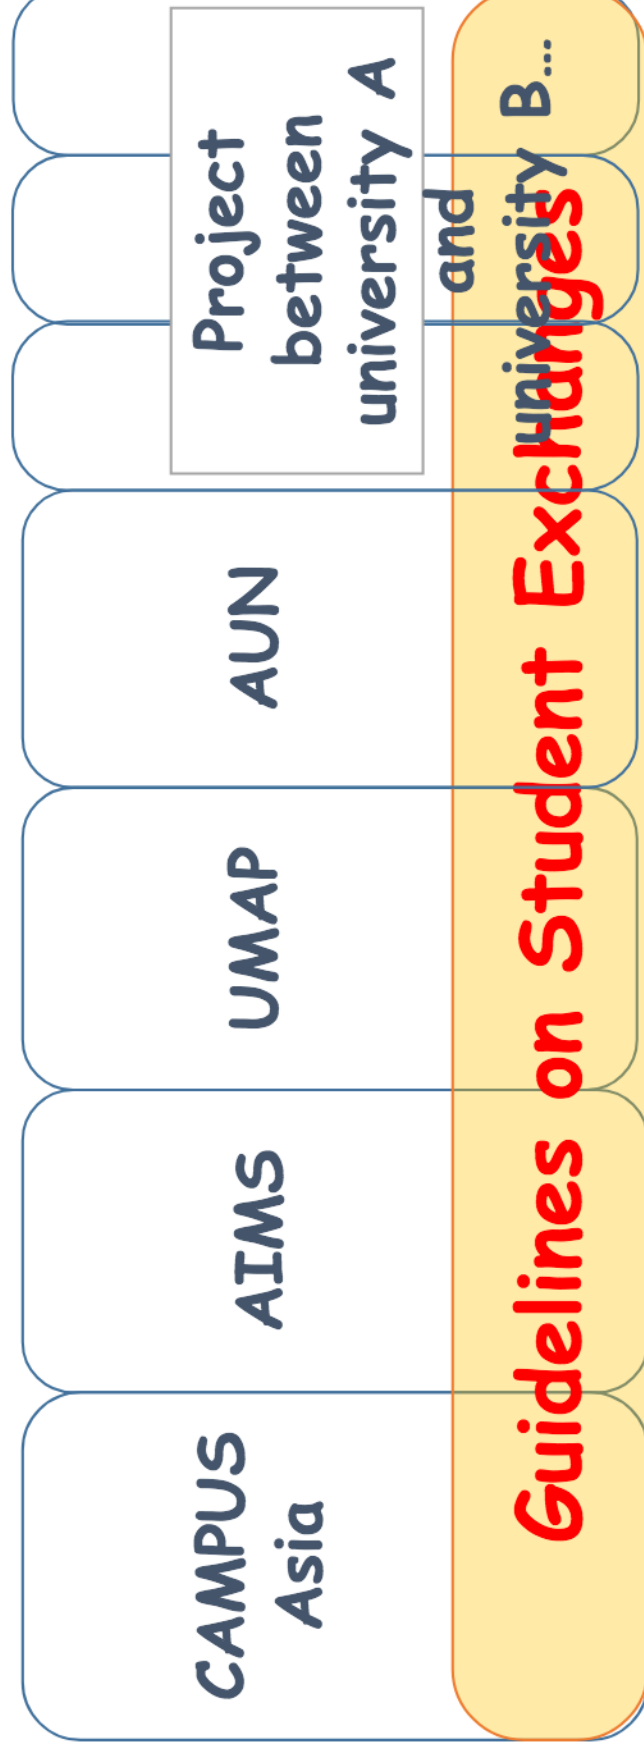 CAMPUS
Asia
AIMS
UMAP
AUN
Project
between
university A
and
university B...
Guidelines on Student Exchanges